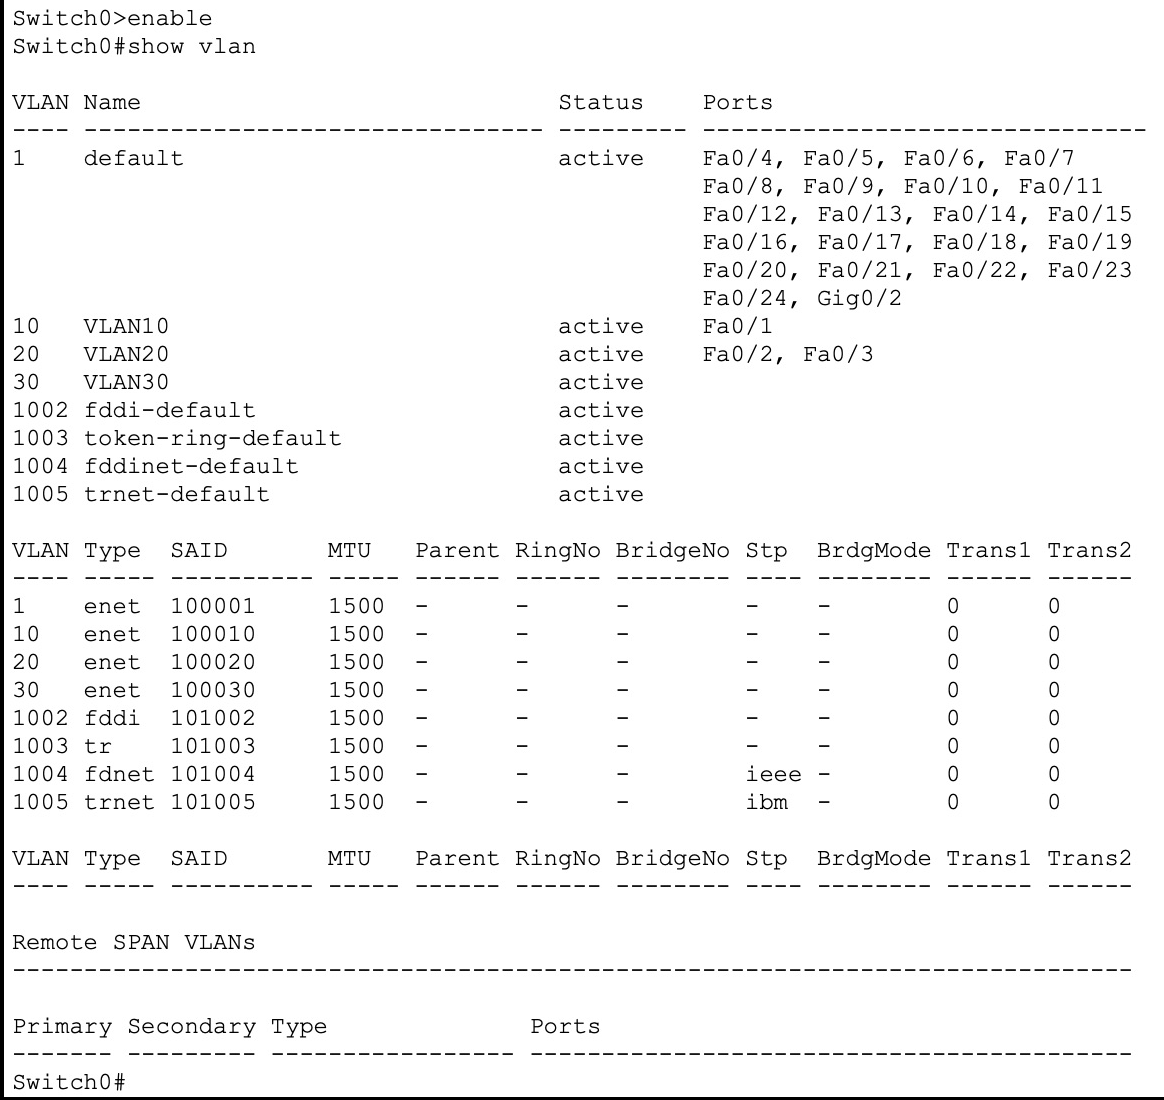 Switch0>enable
Switch0#show vlan
VLAN Name                             Status    Ports
---- -------------------------------- --------- -------------------------------
1    default                          active    Fa0/4, Fa0/5, Fa0/6, Fa0/7
                                                Fa0/8, Fa0/9, Fa0/10, Fa0/11
                                                Fa0/12, Fa0/13, Fa0/14, Fa0/15
                                                Fa0/16, Fa0/17, Fa0/18, Fa0/19
                                                Fa0/20, Fa0/21, Fa0/22, Fa0/23
                                                Fa0/24, Gig0/2
10   VLAN10                           active    Fa0/1
20   VLAN20                           active    Fa0/2, Fa0/3
30   VLAN30                           active
1002 fddi-default                     active
1003 token-ring-default               active
1004 fddinet-default                  active
1005 trnet-default                    active
VLAN Type  SAID       MTU   Parent RingNo BridgeNo Stp  BrdgMode Trans1 Trans2
---- ----- ---------- ----- ------ ------ -------- ---- -------- ------ ------
1    enet  100001     1500  -      -      -        -    -        0      0
10   enet  100010     1500  -      -      -        -    -        0      0
20   enet  100020     1500  -      -      -        -    -        0      0
30   enet  100030     1500  -      -      -        -    -        0      0
1002 fddi  101002     1500  -      -      -        -    -        0      0
1003 tr    101003     1500  -      -      -        -    -        0      0
1004 fdnet 101004     1500  -      -      -        ieee -        0      0
1005 trnet 101005     1500  -      -      -        ibm  -        0      0
VLAN Type  SAID       MTU   Parent RingNo BridgeNo Stp  BrdgMode Trans1 Trans2
---- ----- ---------- ----- ------ ------ -------- ---- -------- ------ ------
Remote SPAN VLANs
------------------------------------------------------------------------------
Primary Secondary Type              Ports
------- --------- ----------------- ------------------------------------------
Switch0#